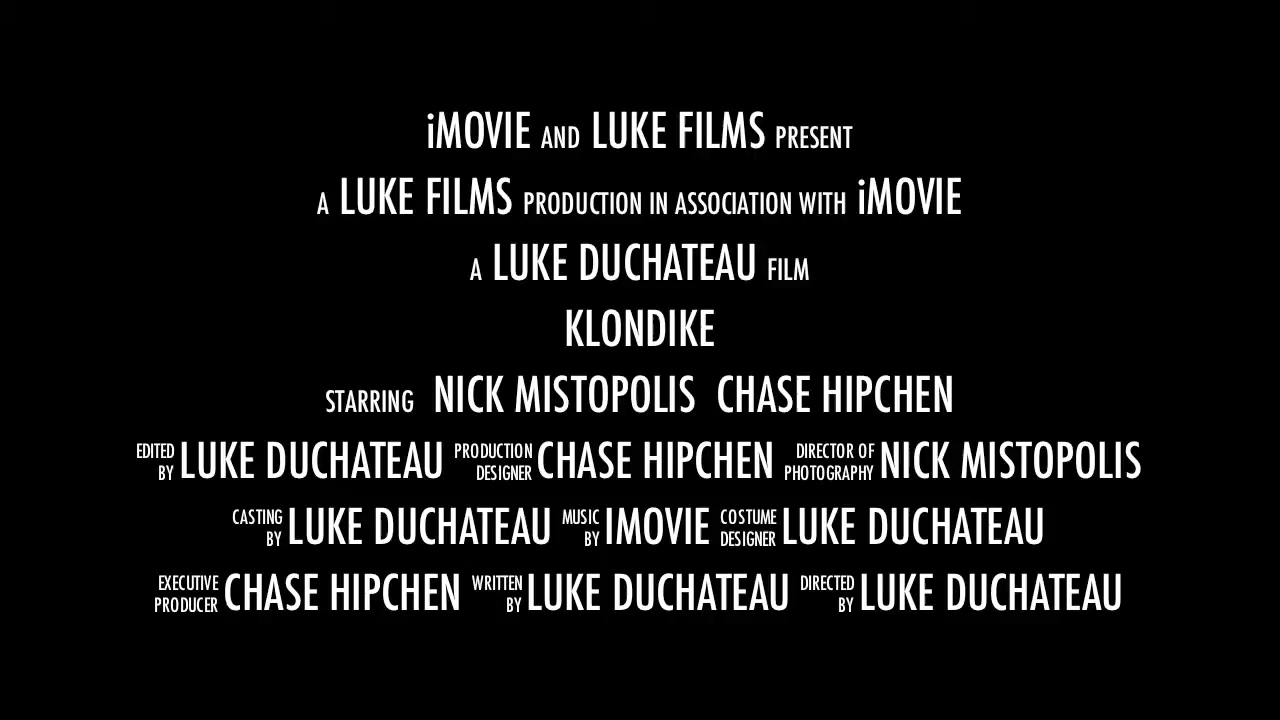 iMOVIE AND LUKE FILMS PRESENT
A LUKE FILMS PRODUCTION IN ASSOCIATION WITH iMOVIE
A LUKE DUCHATEAU FILM
KLONDIKE
STARRING NICK MISTOPOLIS CHASE HIPCHEN
EDITED BY LUKE DUCHATEAU PRODUCTION DESIGNER CHASE HIPCHEN DIRECTOR OF PHOTOGRAPHY NICK MISTOPOLIS
CASTING BY LUKE DUCHATEAU MUSIC BY IMOVIE COSTUME DESIGNER LUKE DUCHATEAU
EXECUTIVE PRODUCER CHASE HIPCHEN WRITTEN BY LUKE DUCHATEAU DIRECTED BY LUKE DUCHATEAU